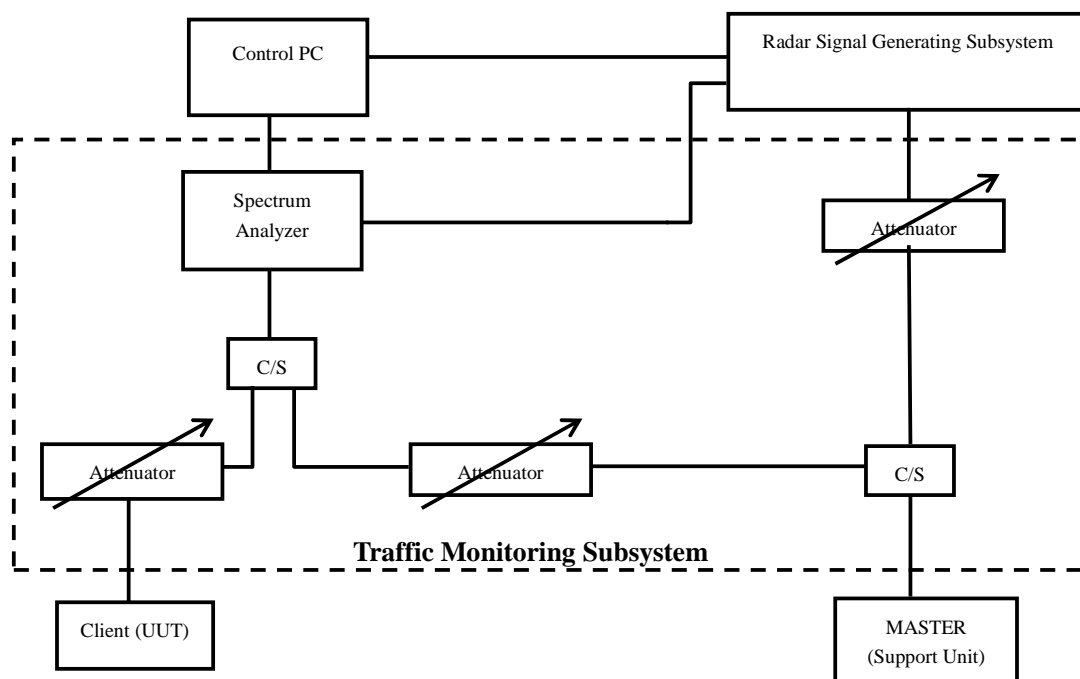 Control PC
Radar Signal Generating Subsystem
Spectrum
Analyzer
Attenuator
C/S
Attenuator
Attenuator
C/S
Traffic Monitoring Subsystem
Client (UUT)
MASTER
(Support Unit)